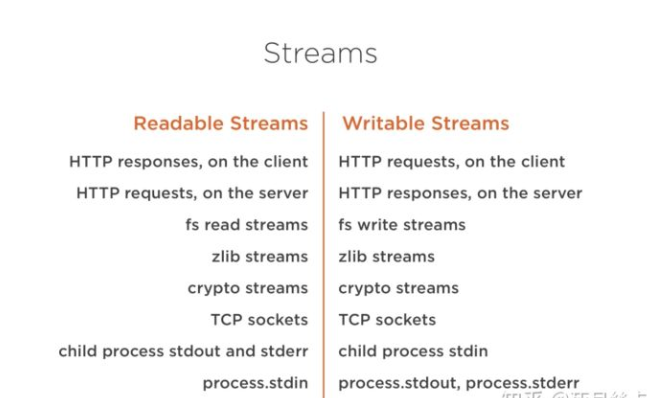 Streams
Readable Streams
HTTP responses, on the client
HTTP requests, on the server
fs read streams
zlib streams
crypto streams
TCP sockets
child process stdout and stderr
process.stdin
Writable Streams
HTTP requests, on the client
HTTP responses, on the server
fs write streams
zlib streams
crypto streams
TCP sockets
child process stdin
process.stdout, process.stderr